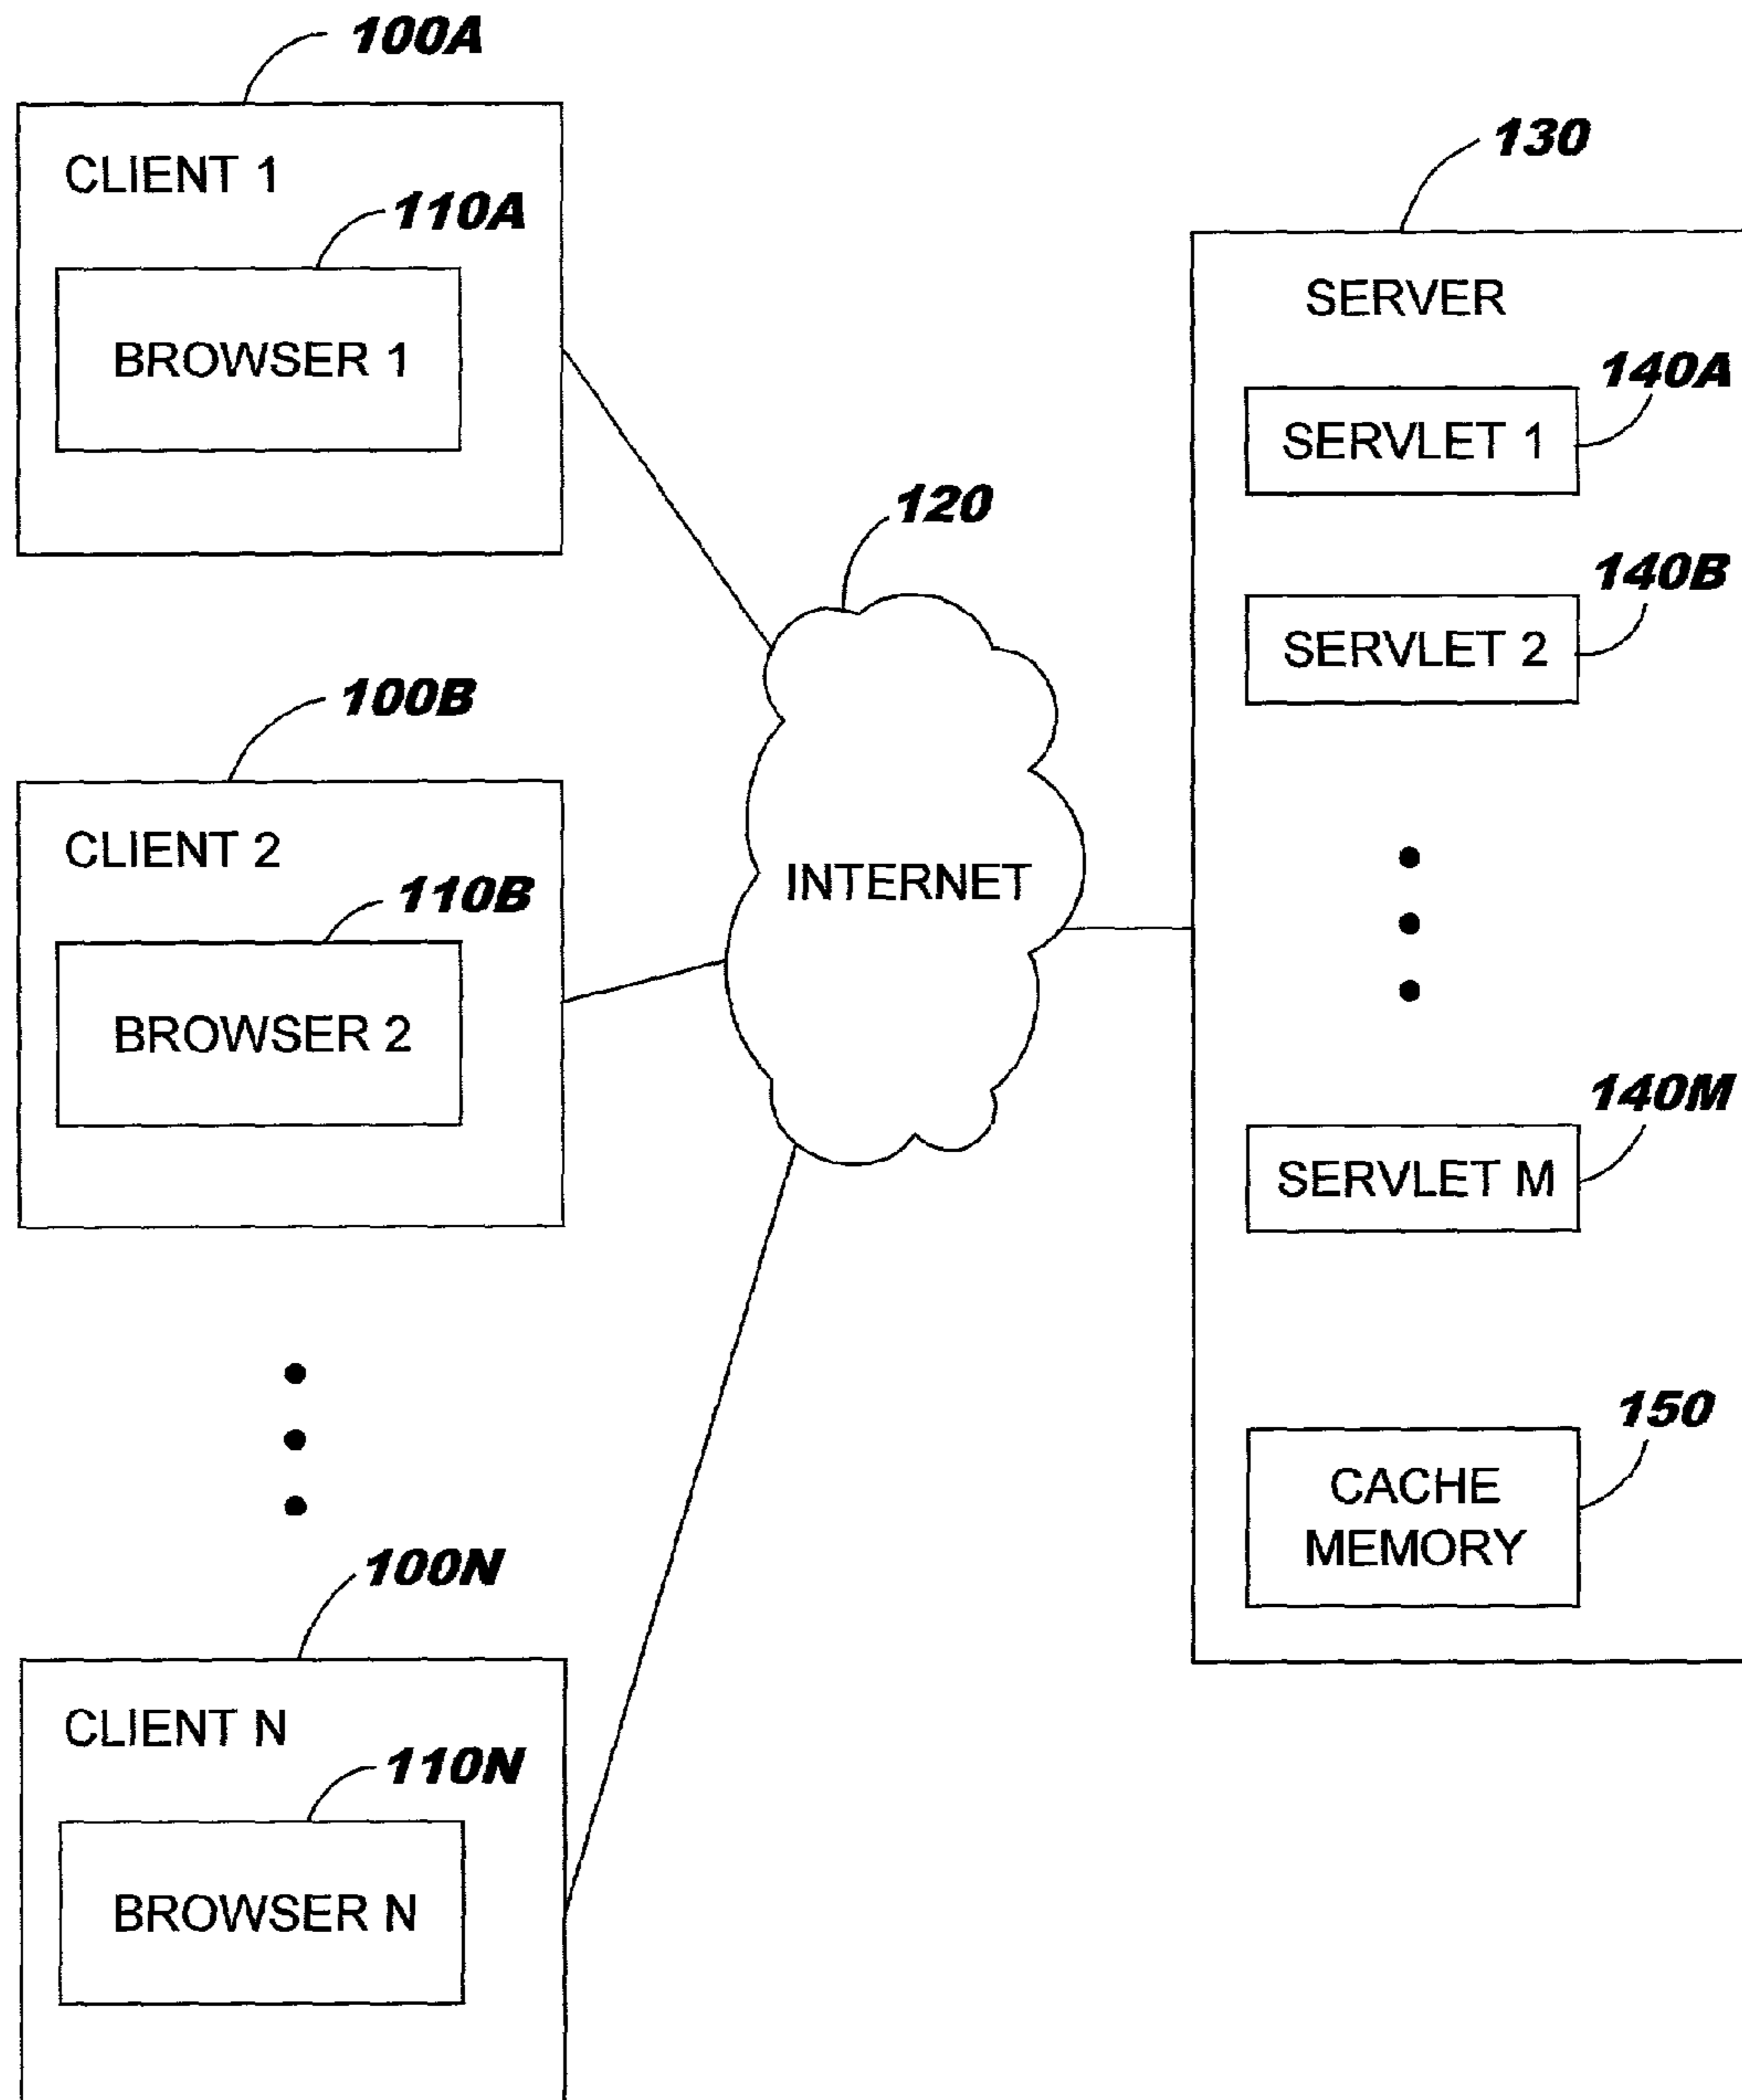 100A
CLIENT 1
110A
BROWSER 1
100B
CLIENT 2
110B
BROWSER 2
100N
CLIENT N
110N
BROWSER N
120
INTERNET
130
SERVER
140A
SERVLET 1
140B
SERVLET 2
140M
SERVLET M
150
CACHE
MEMORY